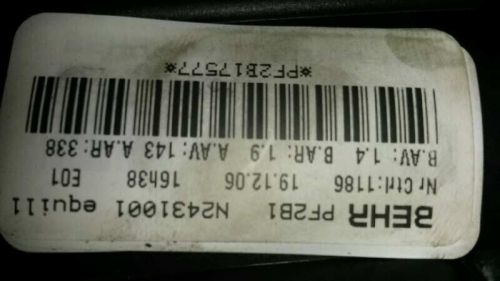 BEHR PF2B1 N2431001 equill
Nr Ctrl:1186 19.12.06 16h38 E01
B.AV: 1.4 B.AR: 1.9 A.AV:143 A.AR:338
*PF2B17577*